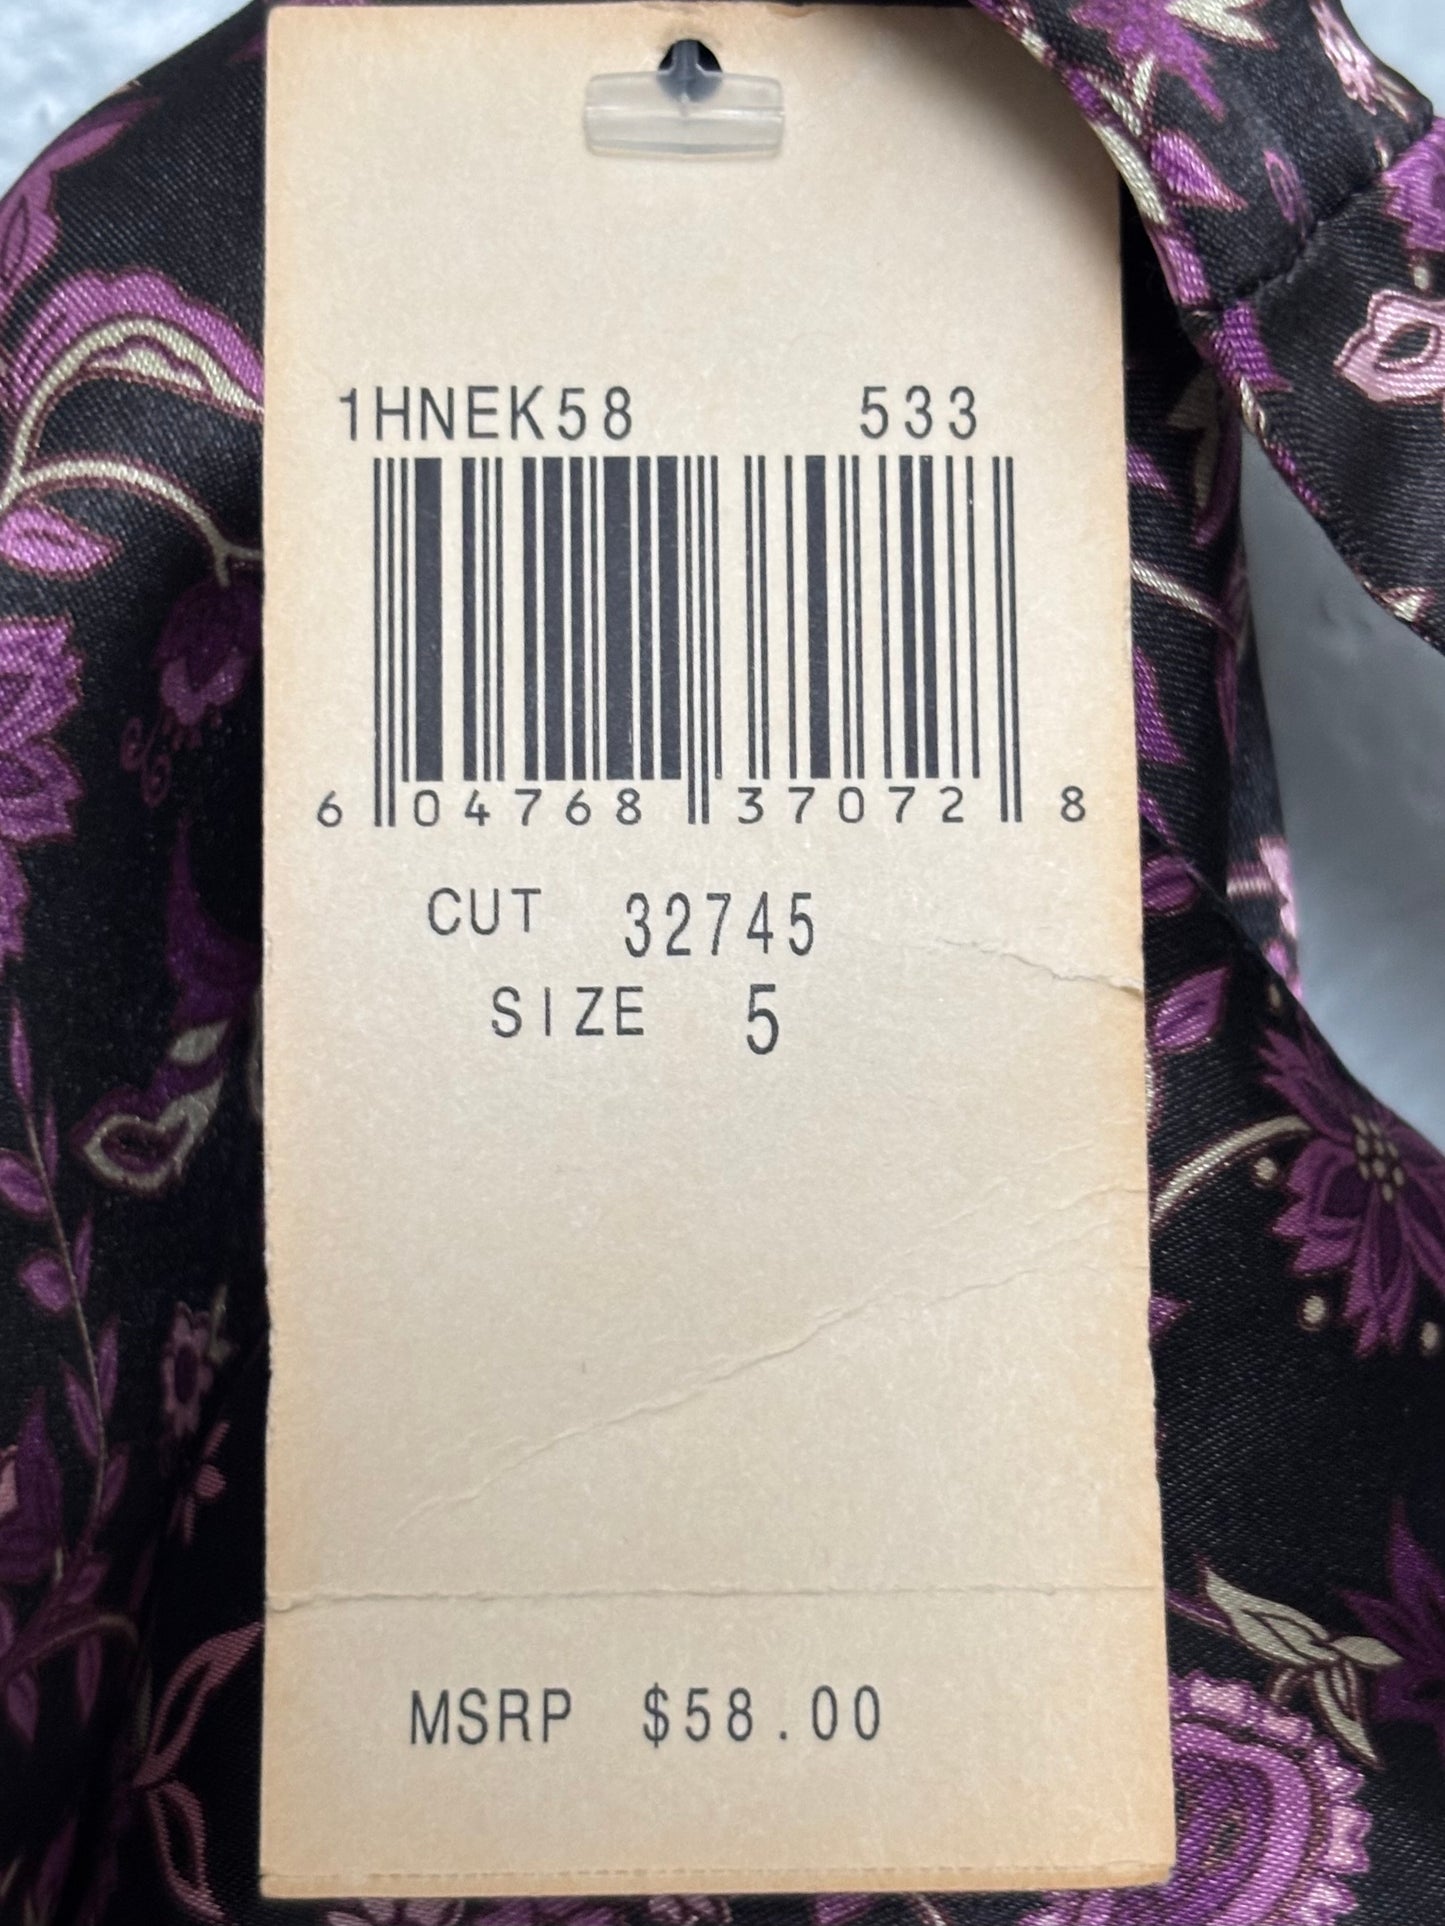 1HNEK58 533
6 04768 37072 8
CUT 32745
SIZE 5
MSRP $58.00